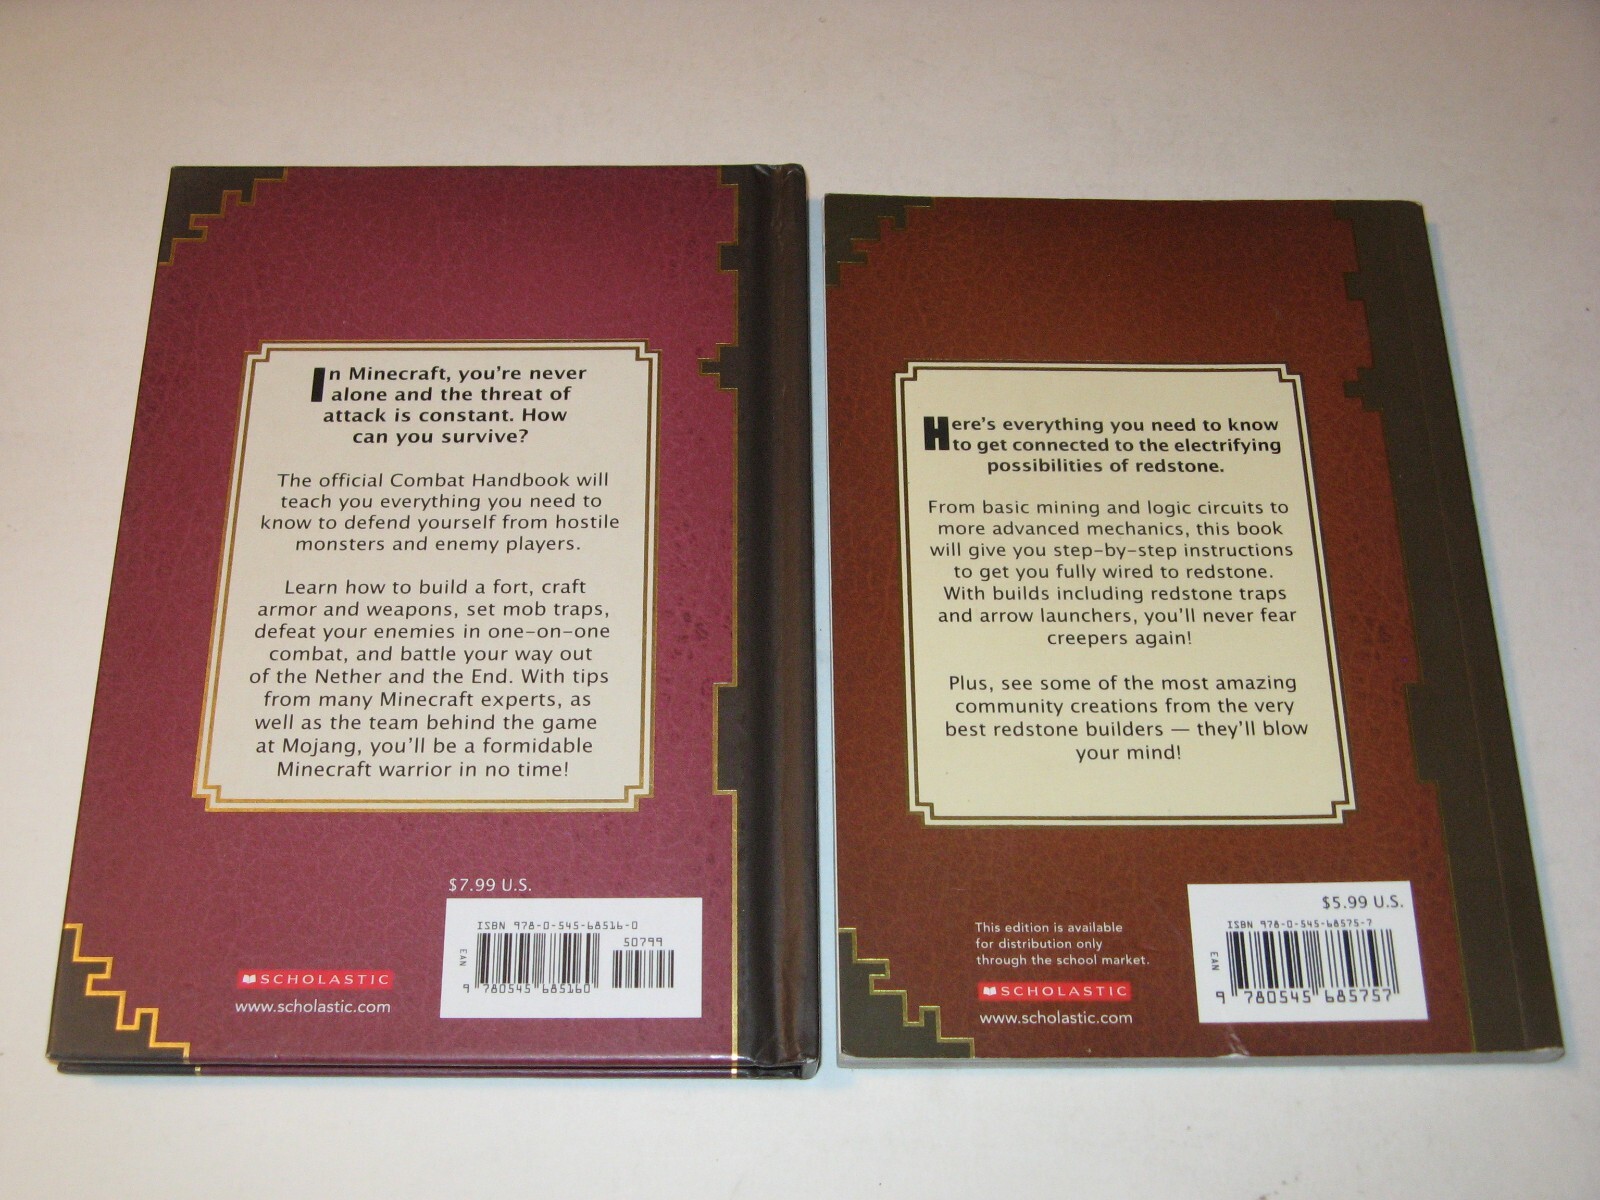 In Minecraft, you're never
alone and the threat of
attack is constant. How
can you survive?
The official Combat Handbook will
teach you everything you need to
know to defend yourself from hostile
monsters and enemy players.
Learn how to build a fort, craft
armor and weapons, set mob traps,
defeat your enemies in one-on-one
combat, and battle your way out
of the Nether and the End. With tips
from many Minecraft experts, as
well as the team behind the game
at Mojang, you'll be a formidable
Minecraft warrior in no time!
$7.99 U.S.
ISBN 978-0-545-68516-0
50799
EAN
9 780545 685160
SCHOLASTIC
www.scholastic.com
Here's everything you need to know
to get connected to the electrifying
possibilities of redstone.
From basic mining and logic circuits to
more advanced mechanics, this book
will give you step-by-step instructions
to get you fully wired to redstone.
With builds including redstone traps
and arrow launchers, you'll never fear
creepers again!
Plus, see some of the most amazing
community creations from the very
best redstone builders — they'll blow
your mind!
$5.99 U.S.
ISBN 978-0-545-68575-7
EAN
9 780545 685757
This edition is available
for distribution only
through the school market.
SCHOLASTIC
www.scholastic.com